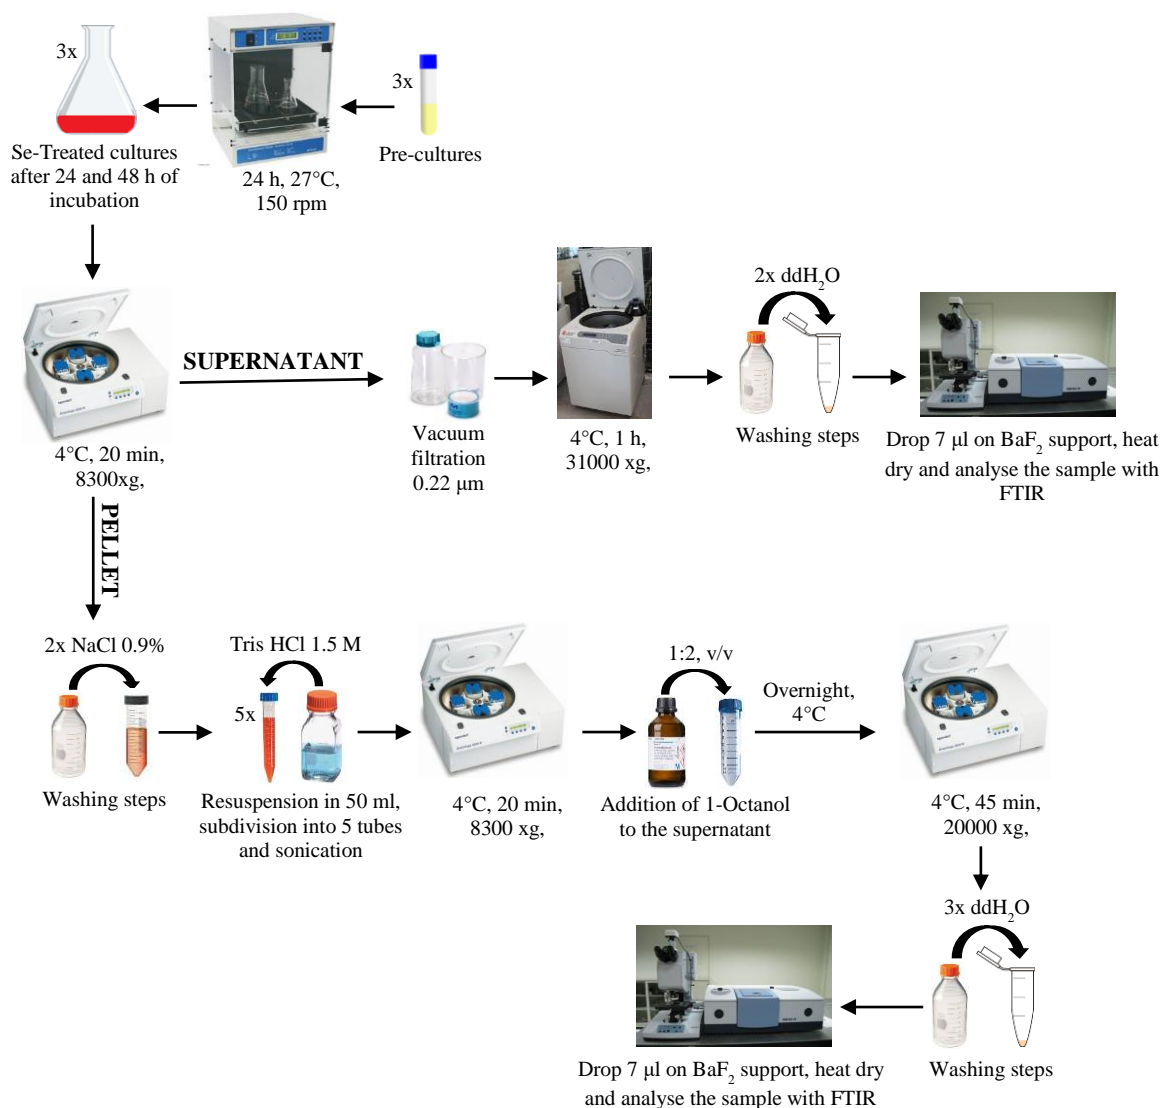 3x
3x
Se-Treated cultures
after 24 and 48 h of
incubation
24 h, 27°C,
150 rpm
Pre-cultures
SUPERNATANT
4°C, 20 min,
8300xg,
Vacuum
filtration
0.22 μm
4°C, 1 h,
31000 xg,
2x ddH₂O
Washing steps
Drop 7 μl on BaF₂ support, heat
dry and analyse the sample with
FTIR
PELLET
2x NaCl 0.9%
Washing steps
Tris HCl 1.5 M
5x
Resuspension in 50 ml,
subdivision into 5 tubes
and sonication
4°C, 20 min,
8300 xg,
1:2, v/v
Addition of 1-Octanol
to the supernatant
Overnight,
4°C
4°C, 45 min,
20000 xg,
3x ddH₂O
Washing steps
Drop 7 μl on BaF₂ support, heat dry
and analyse the sample with FTIR